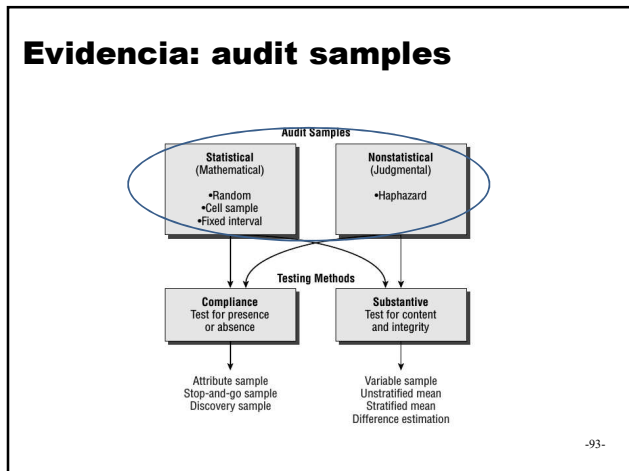 Evidencia: audit samples
Audit Samples
Statistical
(Mathematical)
•Random
•Cell sample
•Fixed interval
Nonstatistical
(Judgmental)
•Haphazard
Testing Methods
Compliance
Test for presence
or absence
Substantive
Test for content
and integrity
Attribute sample
Stop-and-go sample
Discovery sample
Variable sample
Unstratified mean
Stratified mean
Difference estimation
-93-